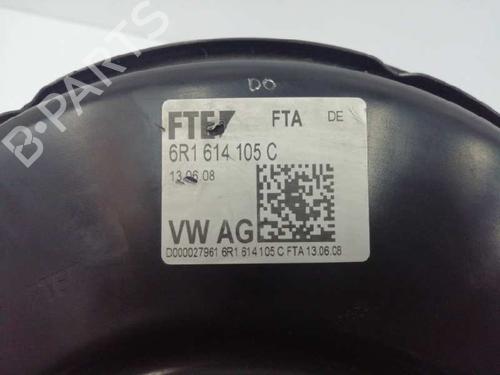 DO
FTE FTA DE
6R1 614 105 C
13.06.08
VW AG
D000027961 6R1 614 105 C FTA 13.06.08
B-PARTS